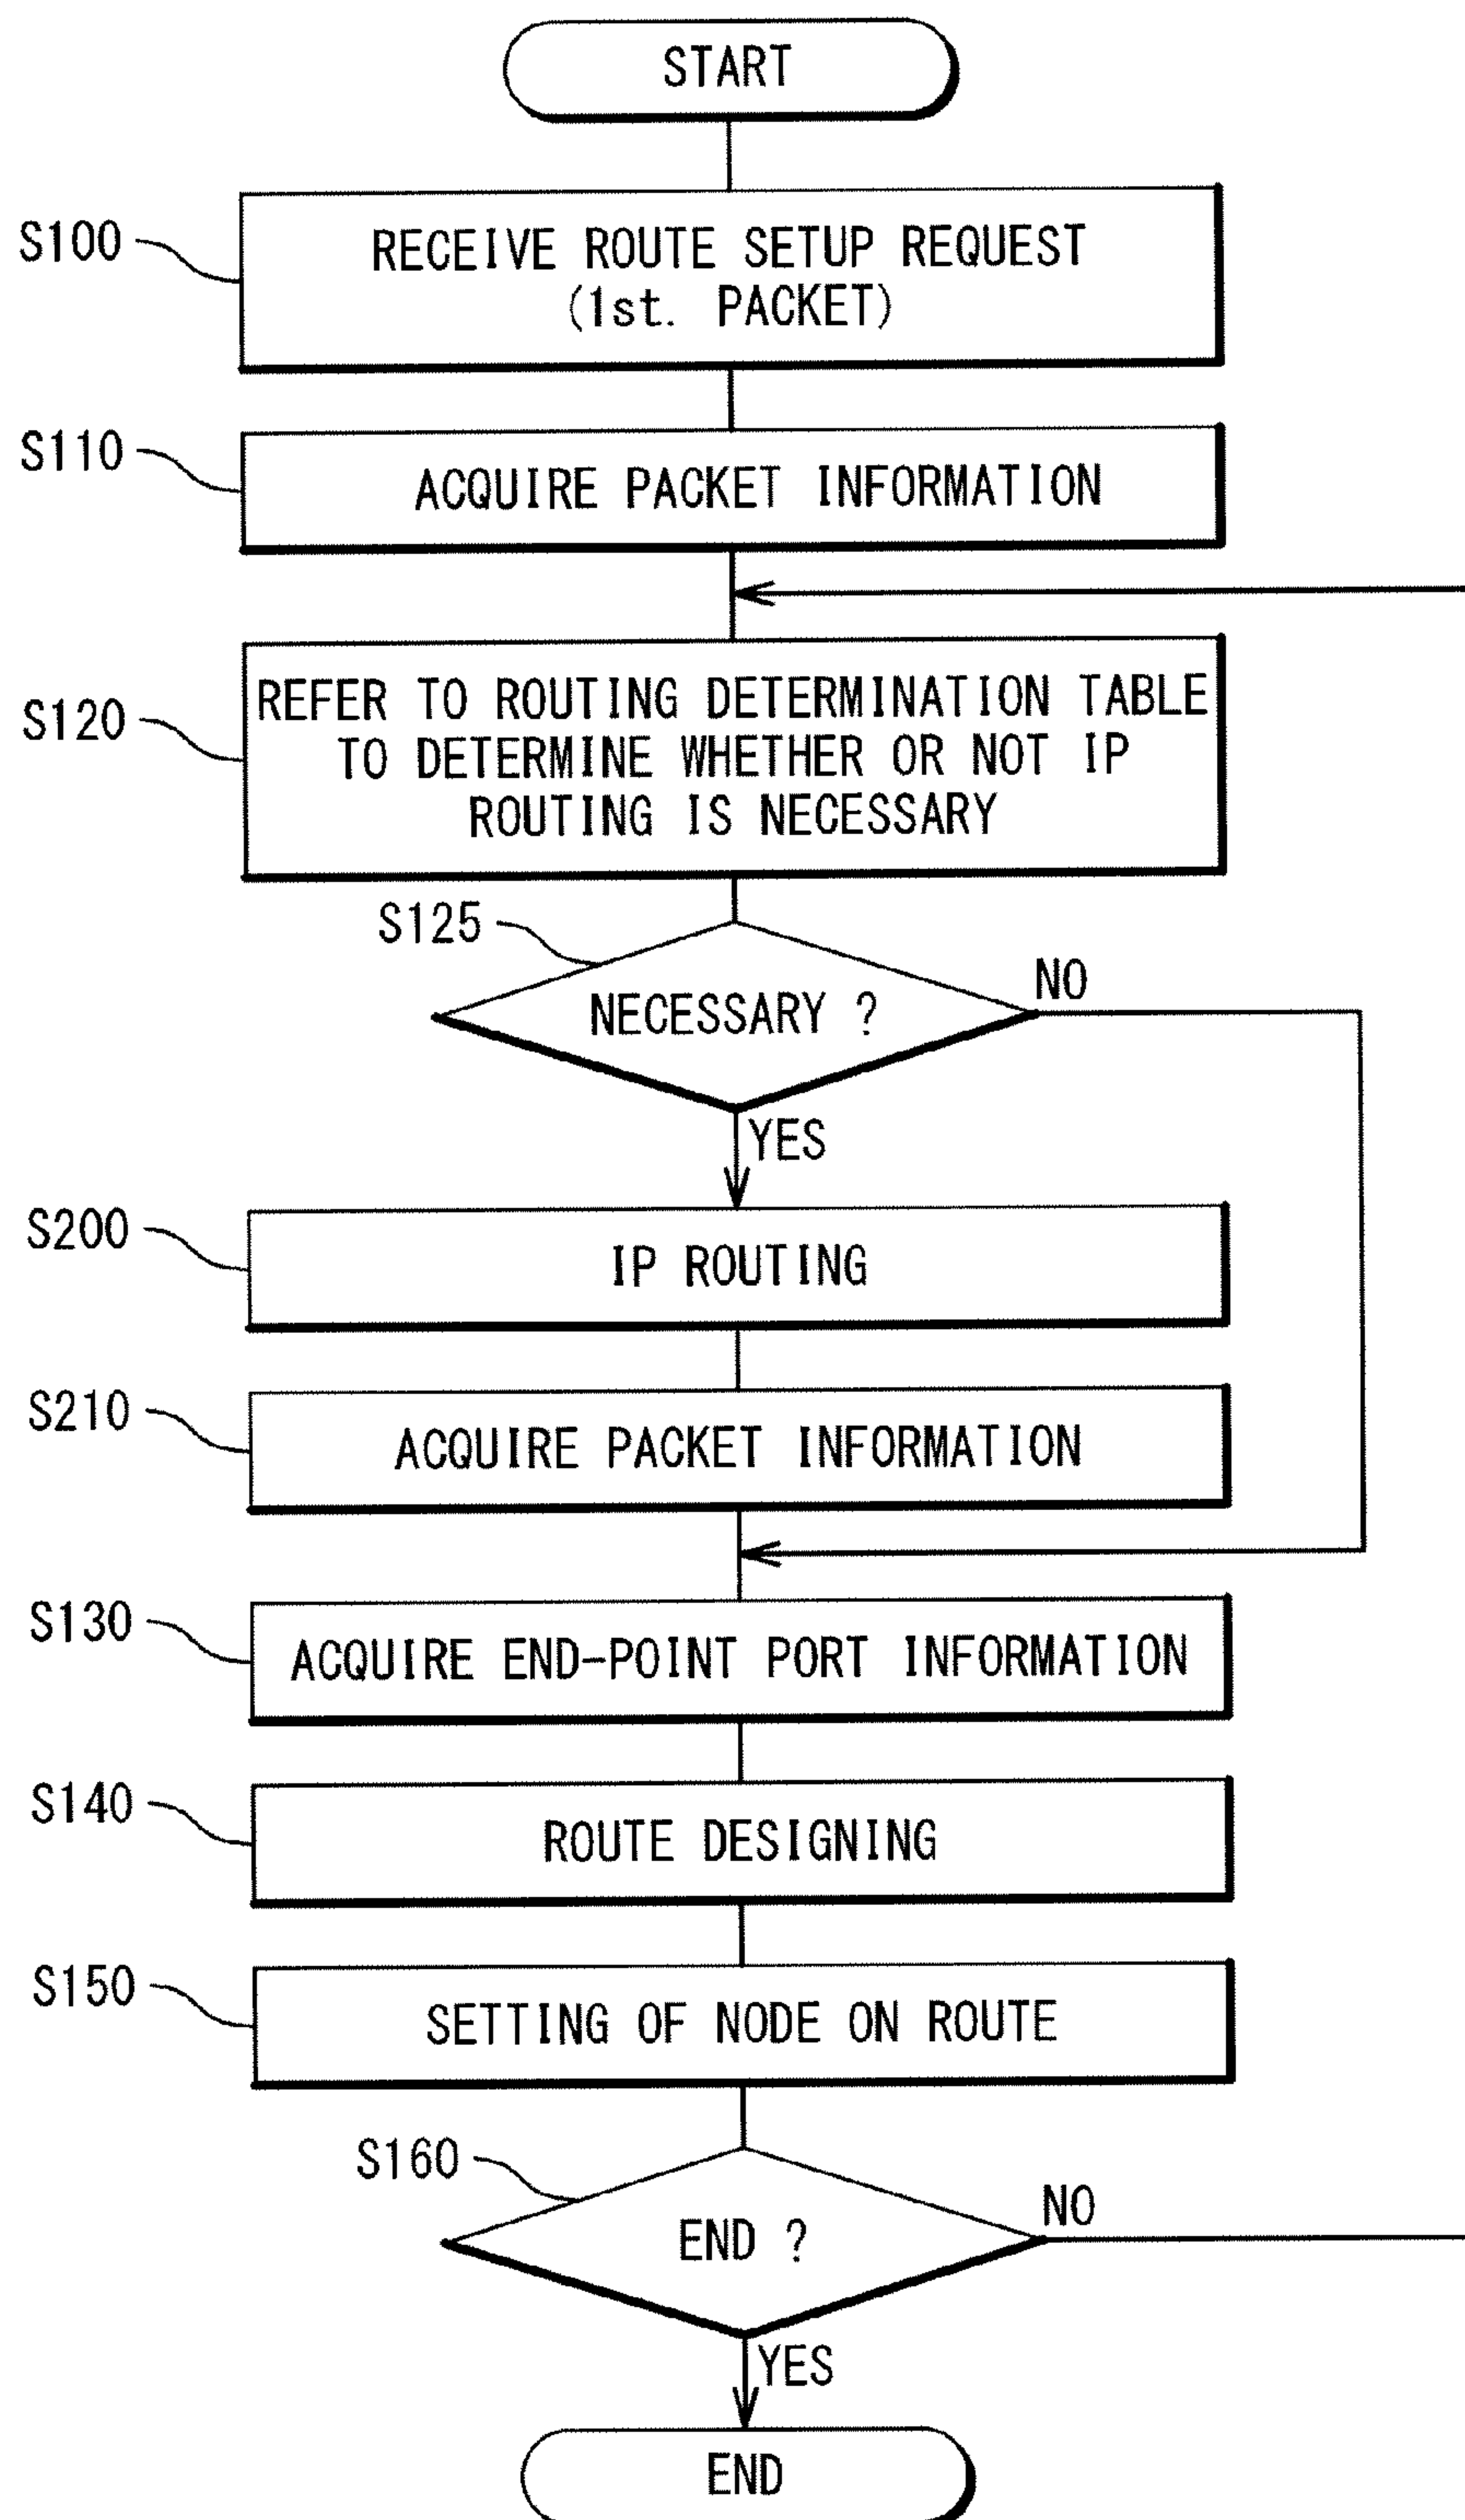 START
S100
RECEIVE ROUTE SETUP REQUEST
(1st. PACKET)
S110
ACQUIRE PACKET INFORMATION
S120
REFER TO ROUTING DETERMINATION TABLE
TO DETERMINE WHETHER OR NOT IP
ROUTING IS NECESSARY
S125
NECESSARY ?
NO
YES
S200
IP ROUTING
S210
ACQUIRE PACKET INFORMATION
S130
ACQUIRE END-POINT PORT INFORMATION
S140
ROUTE DESIGNING
S150
SETTING OF NODE ON ROUTE
S160
END ?
NO
YES
END